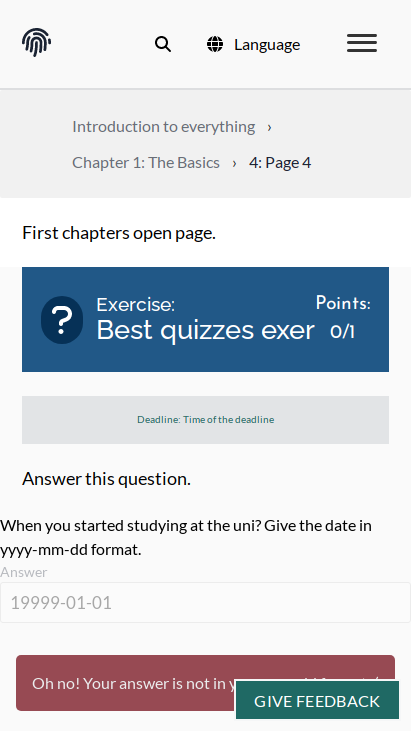 Language
Introduction to everything ›
Chapter 1: The Basics › 4: Page 4
First chapters open page.
Exercise:
Points:
Best quizzes exer
0/1
Deadline: Time of the deadline
Answer this question.
When you started studying at the uni? Give the date in
yyyy-mm-dd format.
Answer
19999-01-01
Oh no! Your answer is not in
GIVE FEEDBACK